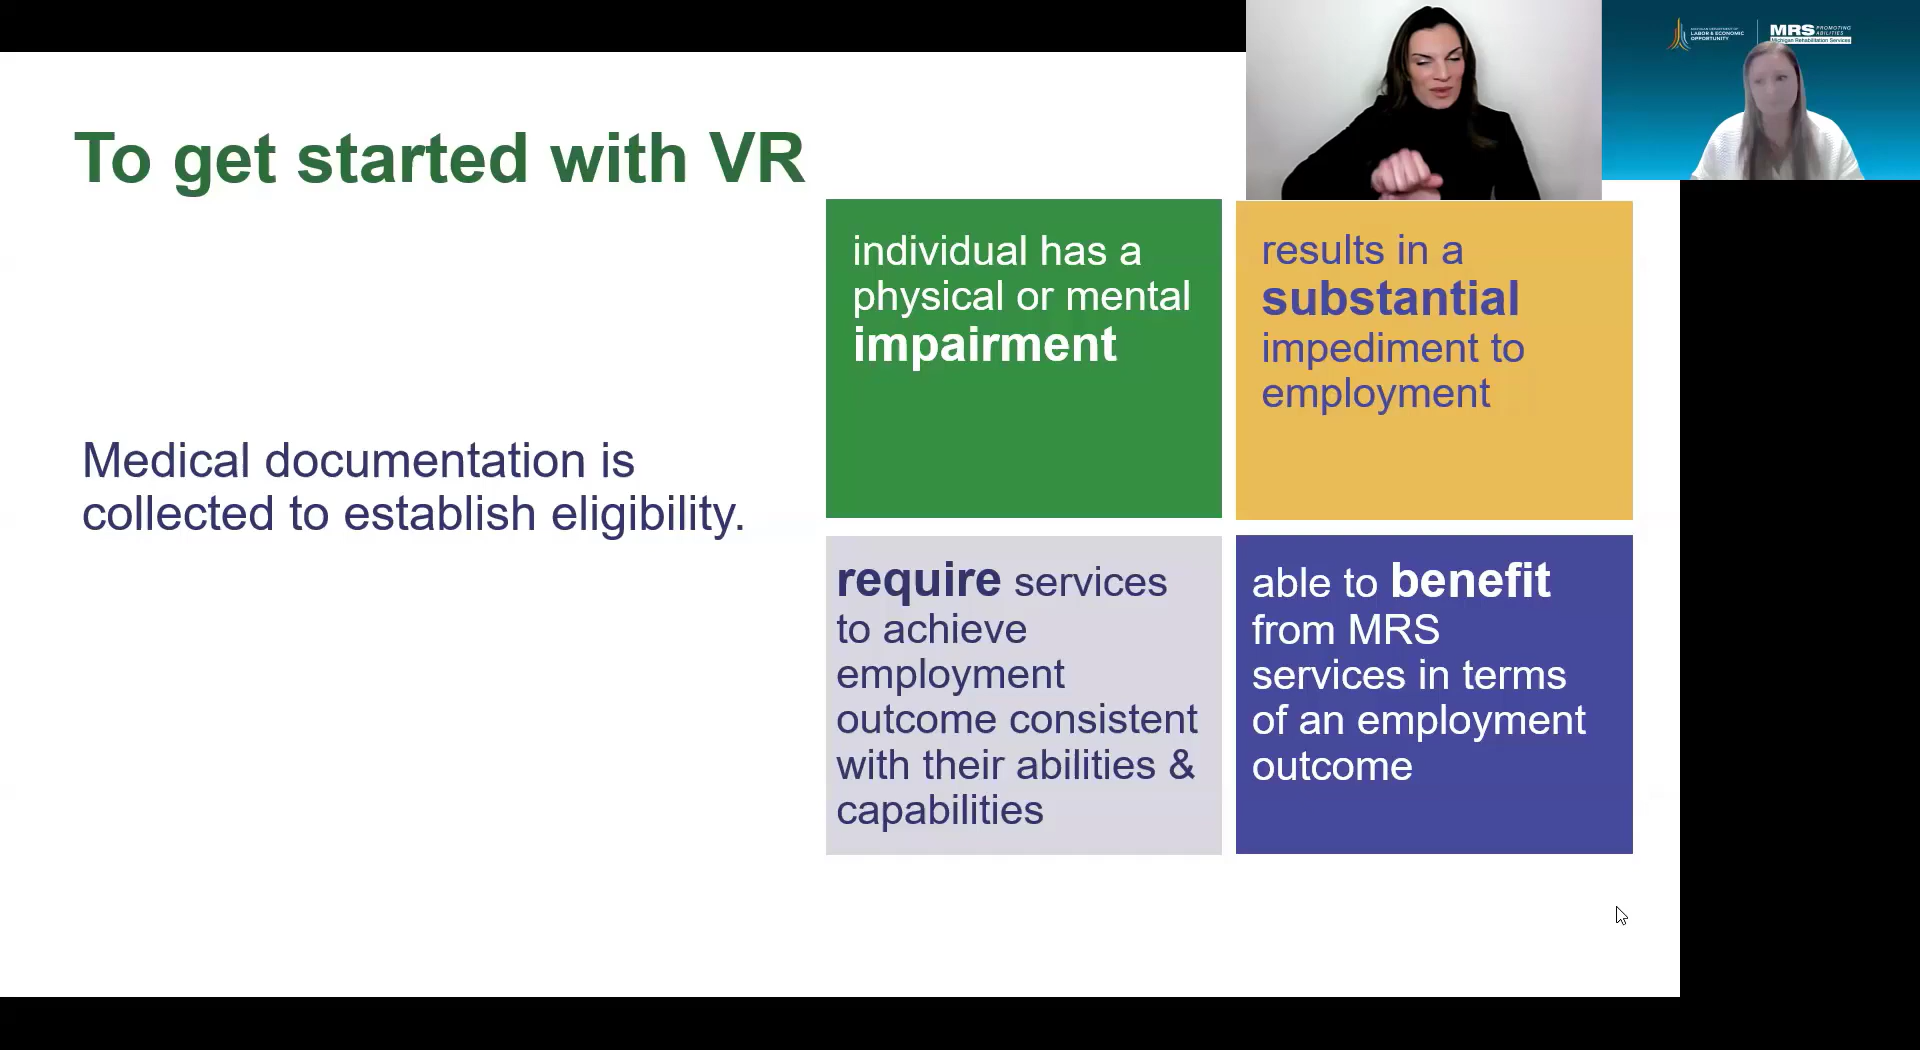 MICHIGAN DEPARTMENT OF
LABOR & ECONOMIC
OPPORTUNITY
MRS PROMOTING
ABILITIES
Michigan Rehabilitation Services
To get started with VR
Medical documentation is
collected to establish eligibility.
individual has a
physical or mental
impairment
results in a
substantial
impediment to
employment
require services
to achieve
employment
outcome consistent
with their abilities &
capabilities
able to benefit
from MRS
services in terms
of an employment
outcome